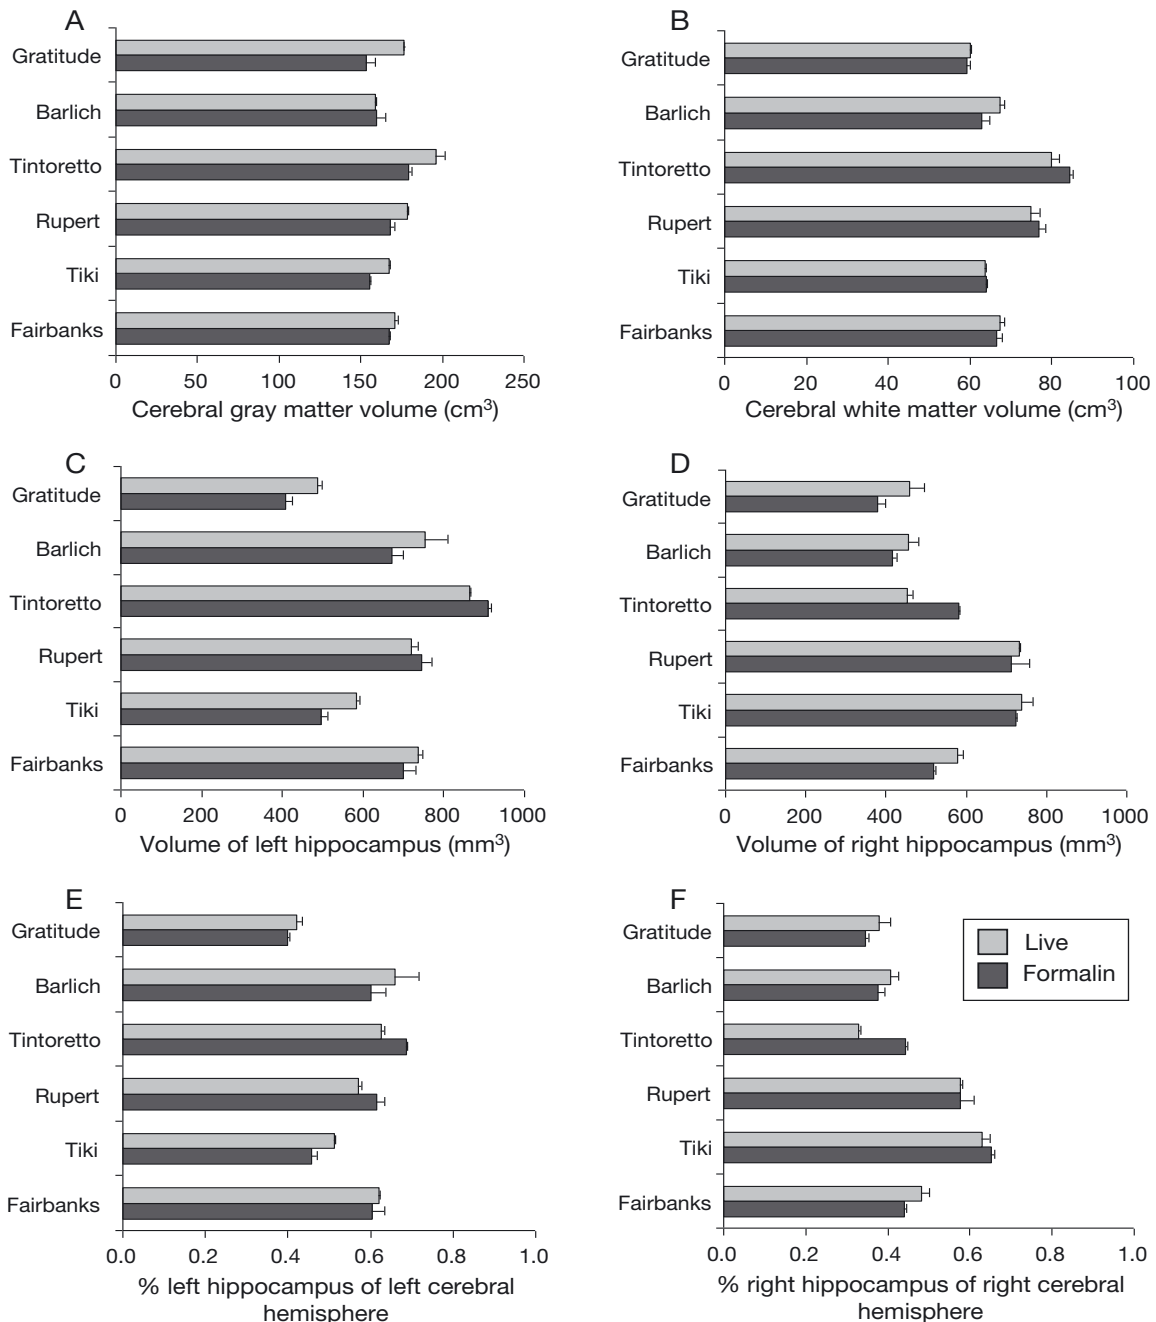 A
Gratitude
Barlich
Tintoretto
Rupert
Tiki
Fairbanks
0 50 100 150 200 250
Cerebral gray matter volume (cm³)
B
Gratitude
Barlich
Tintoretto
Rupert
Tiki
Fairbanks
0 20 40 60 80 100
Cerebral white matter volume (cm³)
C
Gratitude
Barlich
Tintoretto
Rupert
Tiki
Fairbanks
0 200 400 600 800 1000
Volume of left hippocampus (mm³)
D
Gratitude
Barlich
Tintoretto
Rupert
Tiki
Fairbanks
0 200 400 600 800 1000
Volume of right hippocampus (mm³)
E
Gratitude
Barlich
Tintoretto
Rupert
Tiki
Fairbanks
0.0 0.2 0.4 0.6 0.8 1.0
% left hippocampus of left cerebral
hemisphere
F
Gratitude
Barlich
Tintoretto
Rupert
Tiki
Fairbanks
Live
Formalin
0.0 0.2 0.4 0.6 0.8 1.0
% right hippocampus of right cerebral
hemisphere